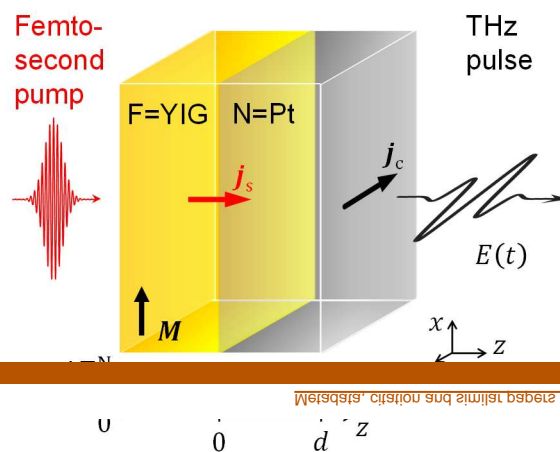 Femto-
second
pump
THz
pulse
F=YIG
N=Pt
j_s
j_c
E(t)
M
x
z
Metadata, citation and similar papers
0
0
d
z